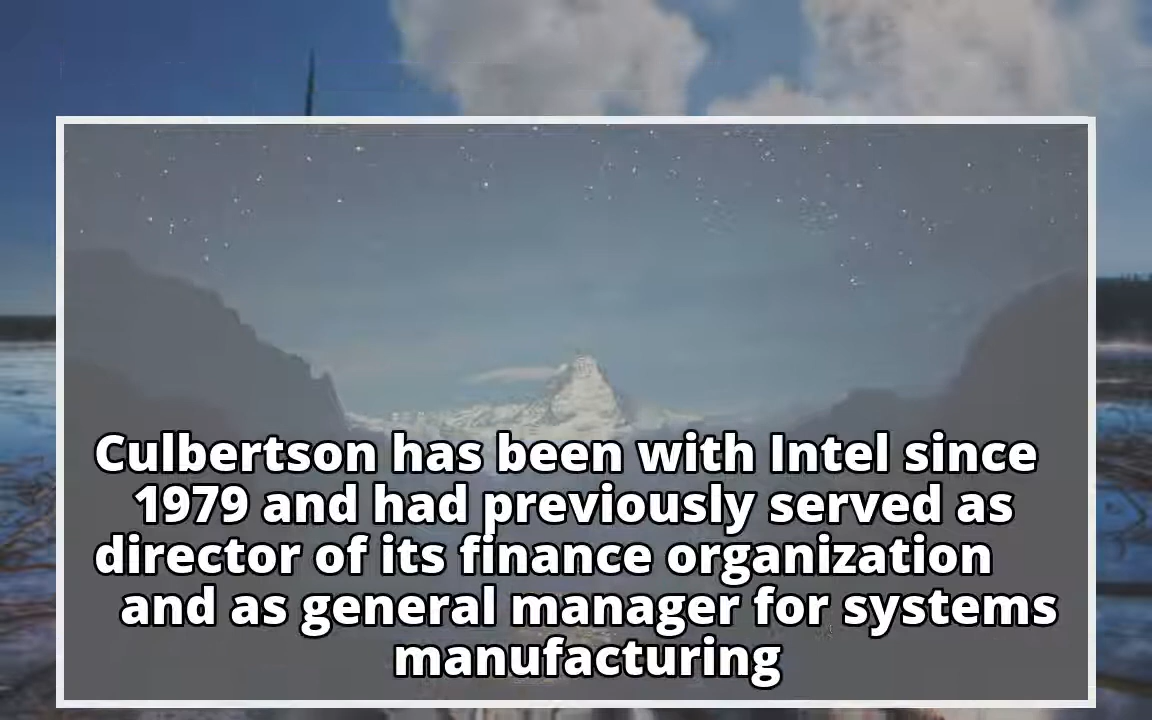 Culbertson has been with Intel since
1979 and had previously served as
director of its finance organization
and as general manager for systems
manufacturing